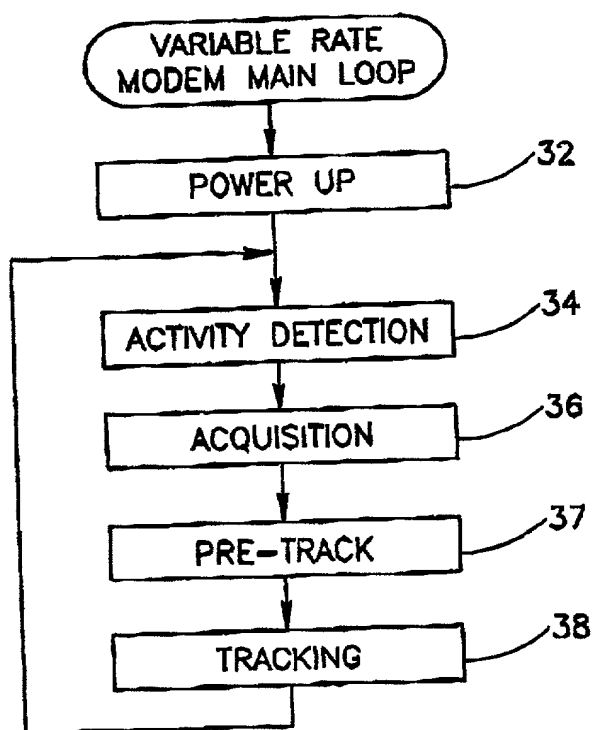 VARIABLE RATE
MODEM MAIN LOOP
POWER UP
32
ACTIVITY DETECTION
34
ACQUISITION
36
PRE-TRACK
37
TRACKING
38